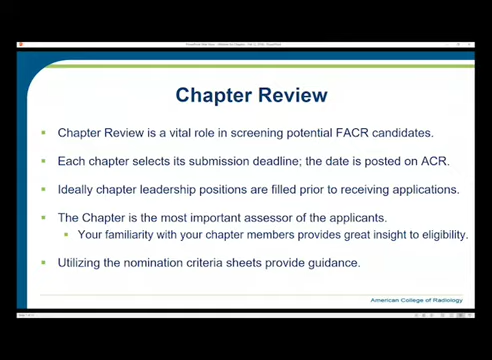 Chapter Review
Chapter Review is a vital role in screening potential FACR candidates.
Each chapter selects its submission deadline; the date is posted on ACR.
Ideally chapter leadership positions are filled prior to receiving applications.
The Chapter is the most important assessor of the applicants.
Your familiarity with your chapter members provides great insight to eligibility.
Utilizing the nomination criteria sheets provide guidance.
American College of Radiology